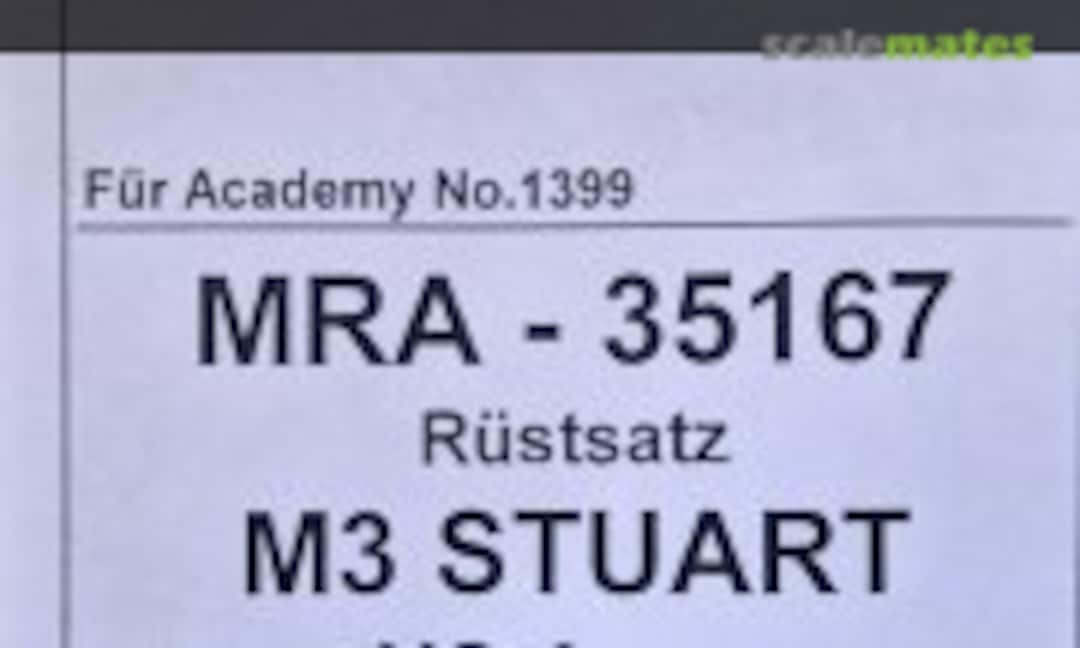 scalemates
Für Academy No.1399
MRA - 35167
Rüstsatz
M3 STUART